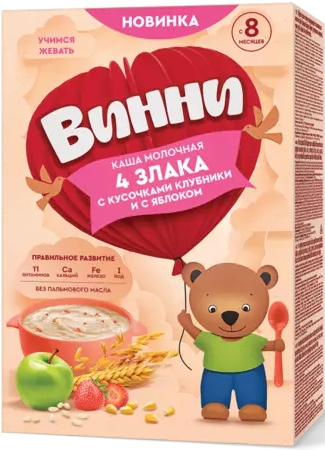 НОВИНКА
УЧИМСЯ
ЖЕВАТЬ
С 8
МЕСЯЦЕВ
Винни
КАША МОЛОЧНАЯ
4 ЗЛАКА
С КУСОЧКАМИ КЛУБНИКИ
И С ЯБЛОКОМ
ПРАВИЛЬНОЕ РАЗВИТИЕ
11 Ca Fe I
ВИТАМИНОВ КАЛЬЦИЙ ЖЕЛЕЗО ЙОД
БЕЗ ПАЛЬМОВОГО МАСЛА